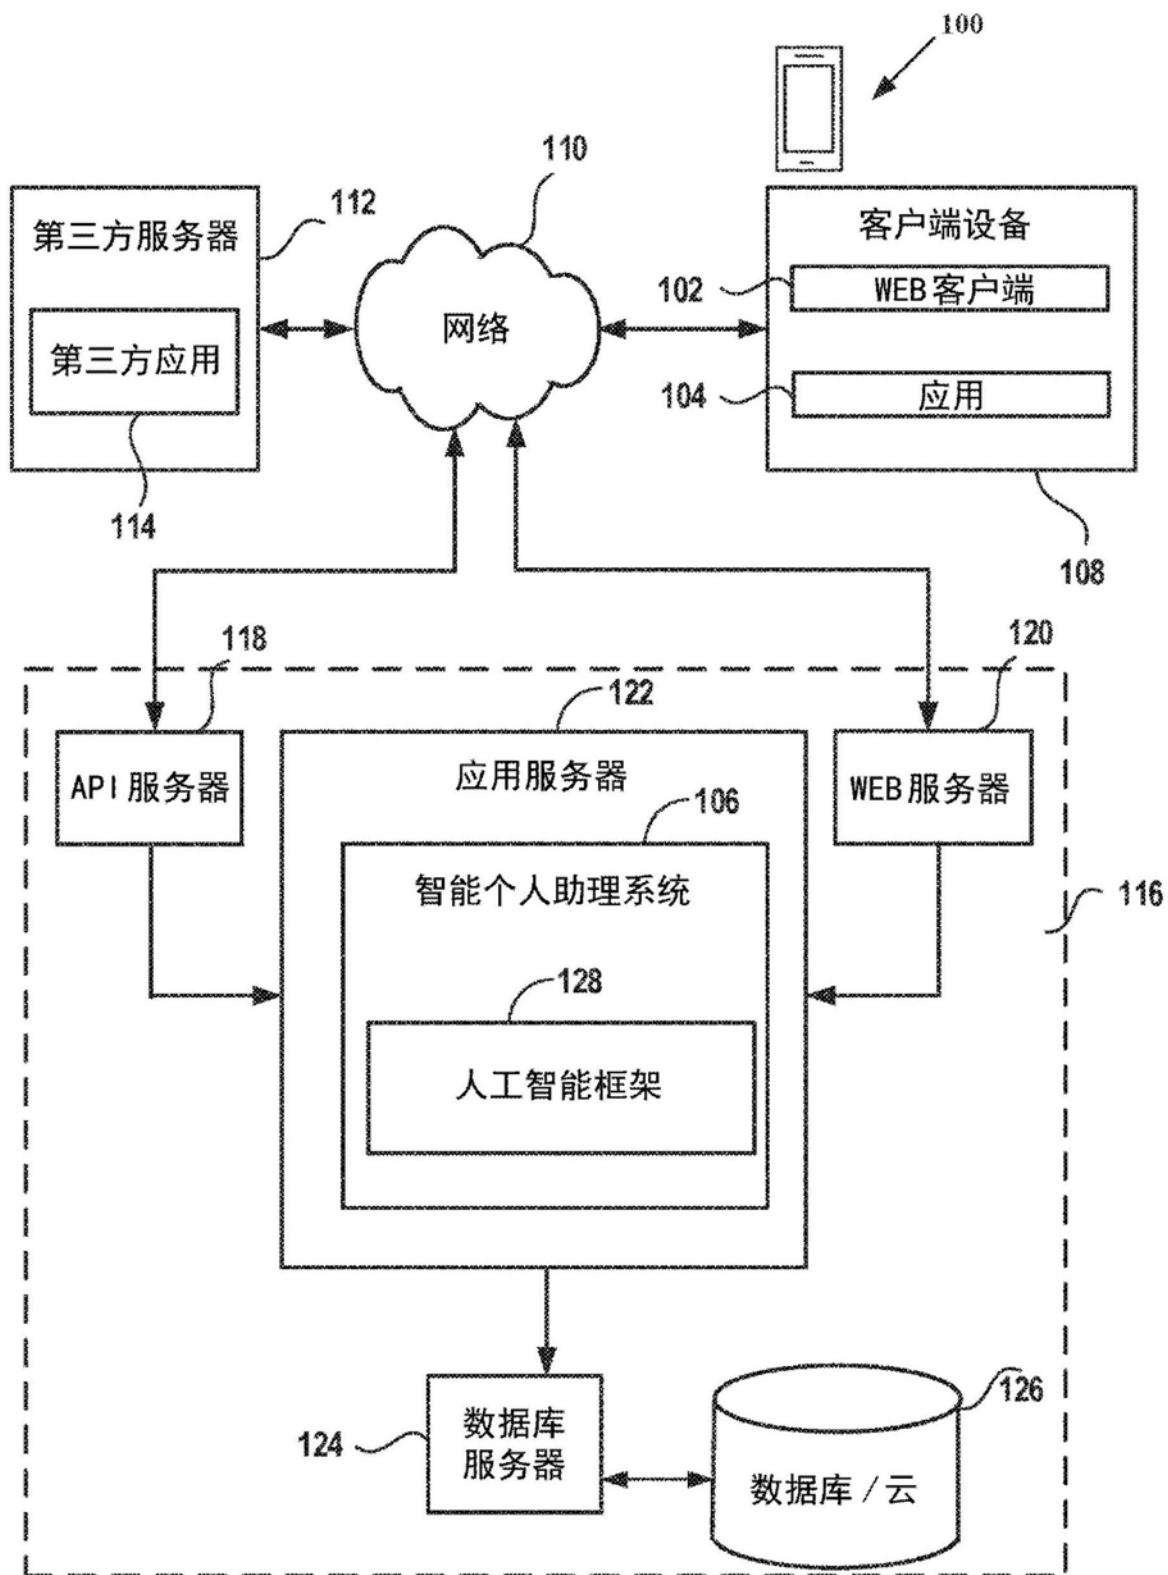 100
110
第三方服务器
112
客户端设备
102
WEB客户端
网络
第三方应用
104
应用
114
108
118
120
122
API服务器
应用服务器
WEB服务器
106
智能个人助理系统
116
128
人工智能框架
126
124
数据库
服务器
数据库/云